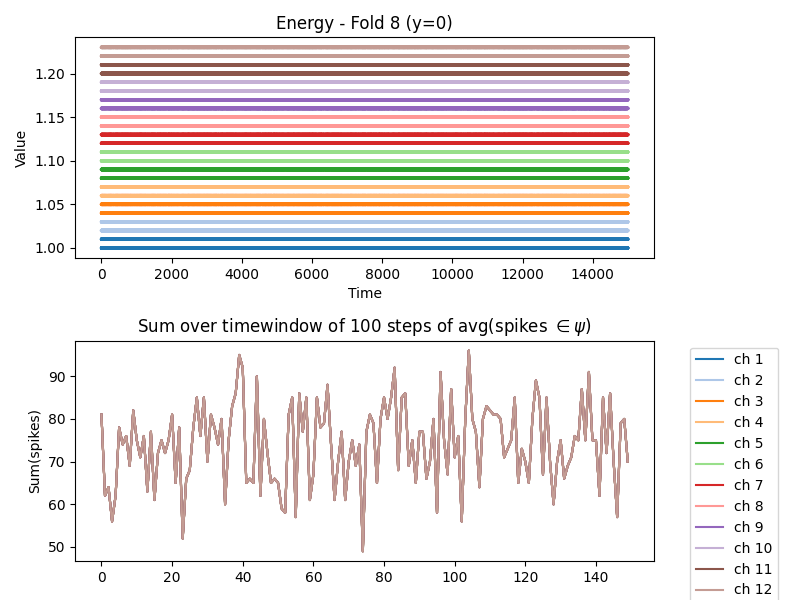 Energy - Fold 8 (y=0)
Value
1.20
1.15
1.10
1.05
1.00
0 2000 4000 6000 8000 10000 12000 14000
Time
Sum over timewindow of 100 steps of avg(spikes ∈ ψ)
Sum(spikes)
90
80
70
60
50
0 20 40 60 80 100 120 140
ch 1
ch 2
ch 3
ch 4
ch 5
ch 6
ch 7
ch 8
ch 9
ch 10
ch 11
ch 12